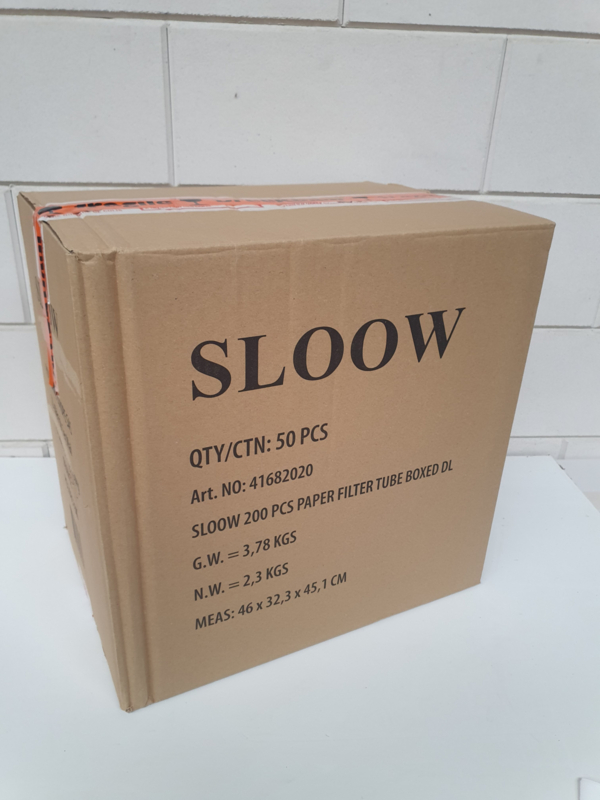 SLOOW
QTY/CTN: 50 PCS
Art. NO: 41682020
SLOOW 200 PCS PAPER FILTER TUBE BOXED DL
G.W. = 3,78 KGS
N.W. = 2,3 KGS
MEAS: 46 x 32,3 x 45,1 CM